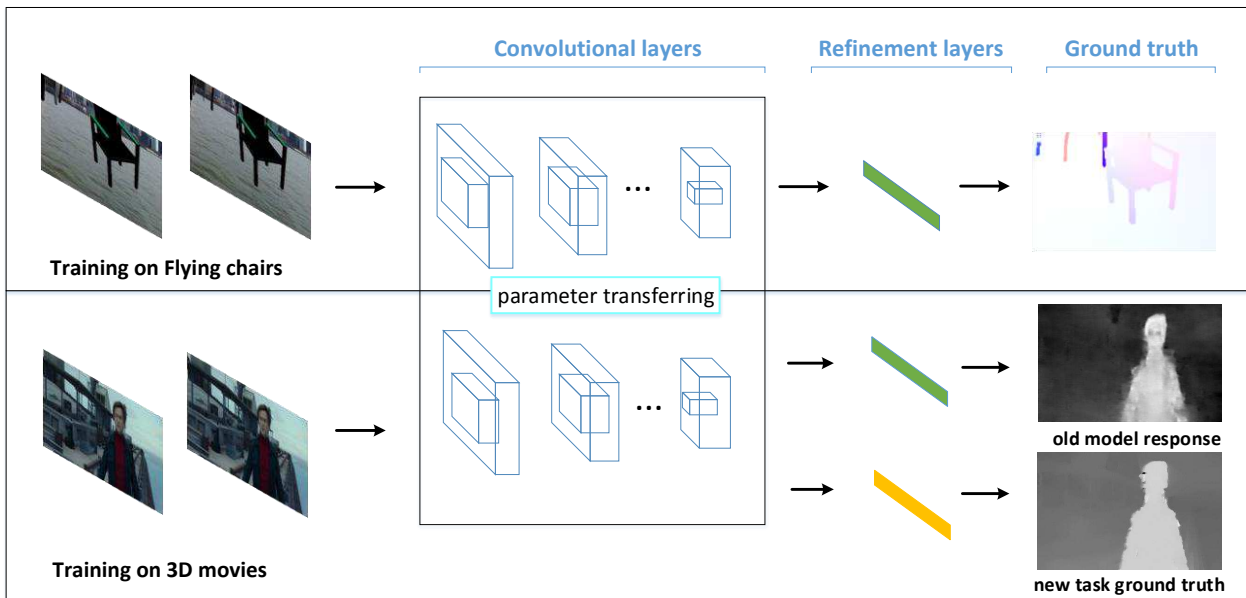 Convolutional layers
Refinement layers
Ground truth
...
Training on Flying chairs
parameter transferring
...
old model response
Training on 3D movies
new task ground truth